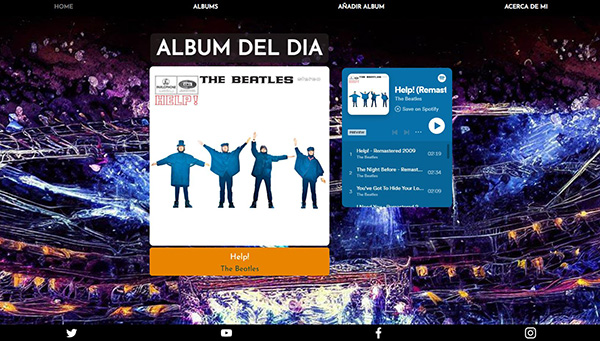 HOME
ALBUMS
AÑADIR ALBUM
ACERCA DE MI
ALBUM DEL DIA
PARLOPHONE
THE BEATLES stereo
HELP!
Help!
The Beatles
Help! (Remast
The Beatles
Save on Spotify
PREVIEW
1 Help! - Remastered 2009 02:19
The Beatles
2 The Night Before - Remast... 02:34
The Beatles
3 You've Got To Hide Your Lo... 02:09
The Beatles